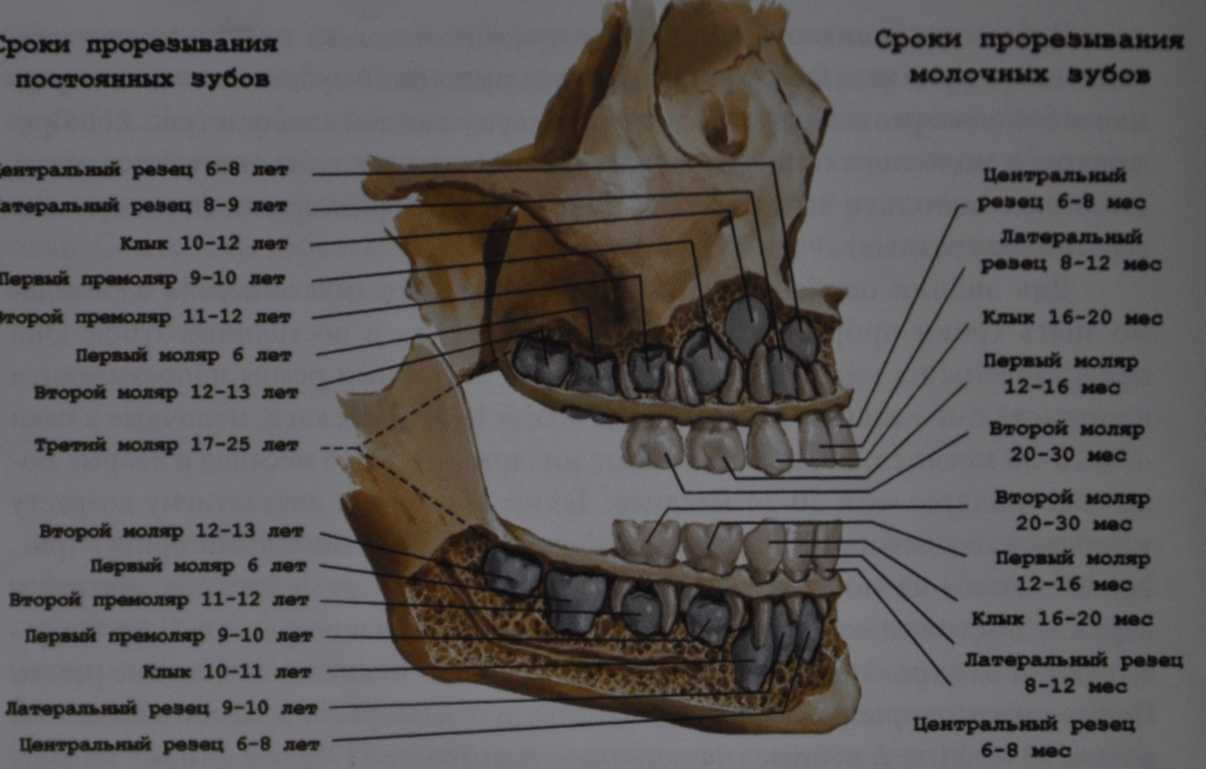 Сроки прорезывания
постоянных зубов
Центральный резец 6-8 лет
Латеральный резец 8-9 лет
Клык 10-12 лет
Первый премоляр 9-10 лет
Второй премоляр 11-12 лет
Первый моляр 6 лет
Второй моляр 12-13 лет
Третий моляр 17-25 лет
Второй моляр 12-13 лет
Первый моляр 6 лет
Второй премоляр 11-12 лет
Первый премоляр 9-10 лет
Клык 10-11 лет
Латеральный резец 9-10 лет
Центральный резец 6-8 лет
Сроки прорезывания
молочных зубов
Центральный
резец 6-8 мес
Латеральный
резец 8-12 мес
Клык 16-20 мес
Первый моляр
12-16 мес
Второй моляр
20-30 мес
Второй моляр
20-30 мес
Первый моляр
12-16 мес
Клык 16-20 мес
Латеральный резец
8-12 мес
Центральный резец
6-8 мес